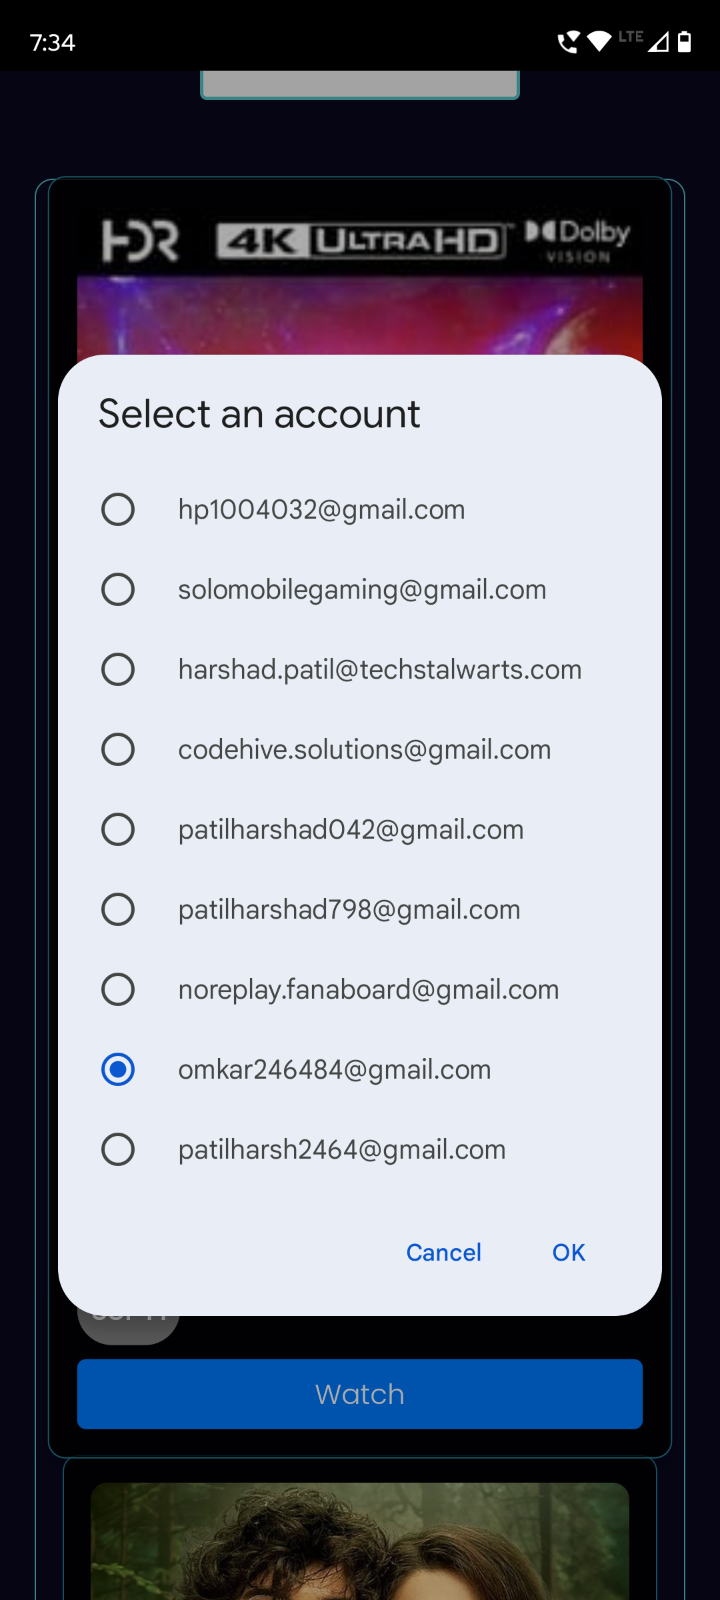 7:34
LTE
HDR 4K ULTRAHD Dolby
VISION
Select an account
hp1004032@gmail.com
solomobilegaming@gmail.com
harshad.patil@techstalwarts.com
codehive.solutions@gmail.com
patilharshad042@gmail.com
patilharshad798@gmail.com
noreplay.fanaboard@gmail.com
omkar246484@gmail.com
patilharsh2464@gmail.com
Cancel OK
Watch